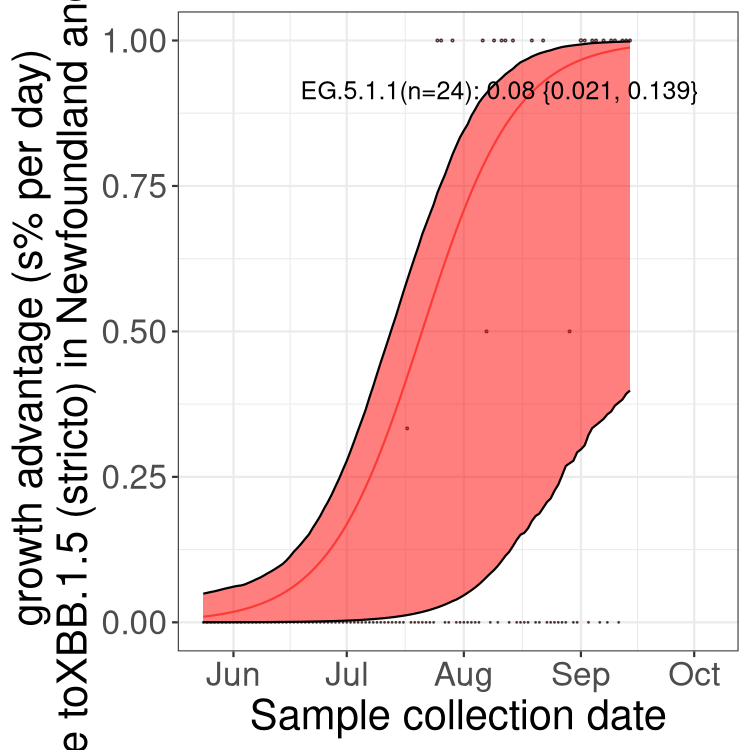 growth advantage (s% per day)
e toXBB.1.5 (stricto) in Newfoundland and
1.00
0.75
0.50
0.25
0.00
EG.5.1.1(n=24): 0.08 {0.021, 0.139}
Jun Jul Aug Sep Oct
Sample collection date